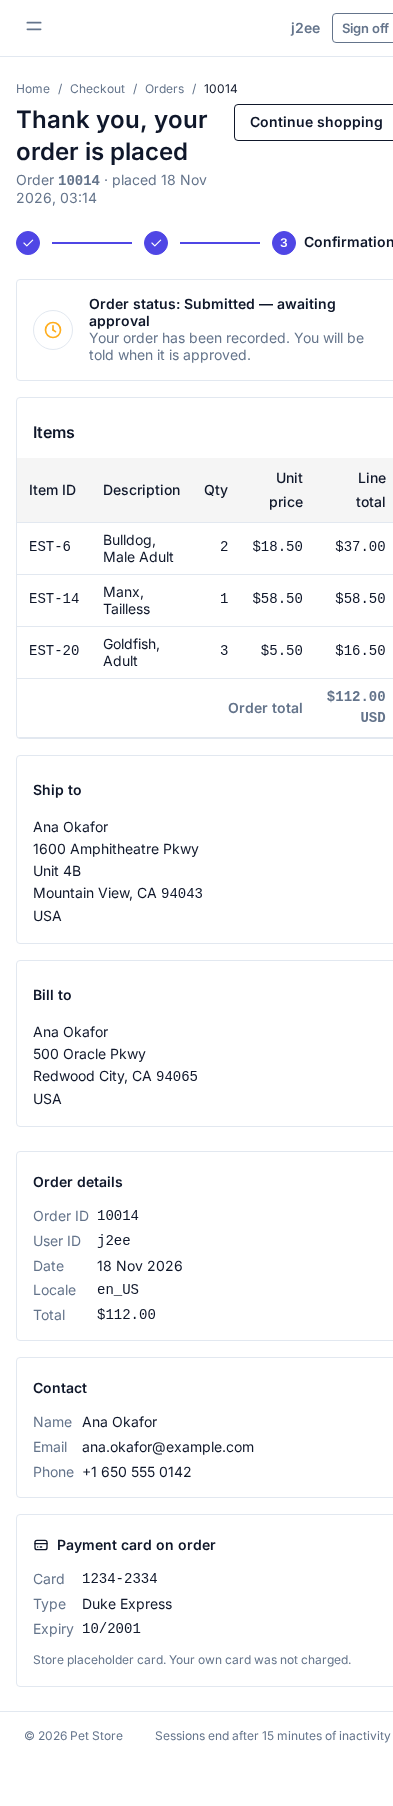 j2ee Sign off
Home / Checkout / Orders / 10014
Thank you, your
order is placed
Continue shopping
Order 10014 · placed 18 Nov
2026, 03:14
3 Confirmation
Order status: Submitted — awaiting
approval
Your order has been recorded. You will be
told when it is approved.
Items
Item ID Description Qty Unit price Line total
EST-6 Bulldog, Male Adult 2 $18.50 $37.00
EST-14 Manx, Tailless 1 $58.50 $58.50
EST-20 Goldfish, Adult 3 $5.50 $16.50
Order total $112.00 USD
Ship to
Ana Okafor
1600 Amphitheatre Pkwy
Unit 4B
Mountain View, CA 94043
USA
Bill to
Ana Okafor
500 Oracle Pkwy
Redwood City, CA 94065
USA
Order details
Order ID 10014
User ID j2ee
Date 18 Nov 2026
Locale en_US
Total $112.00
Contact
Name Ana Okafor
Email ana.okafor@example.com
Phone +1 650 555 0142
Payment card on order
Card 1234-2334
Type Duke Express
Expiry 10/2001
Store placeholder card. Your own card was not charged.
© 2026 Pet Store Sessions end after 15 minutes of inactivity